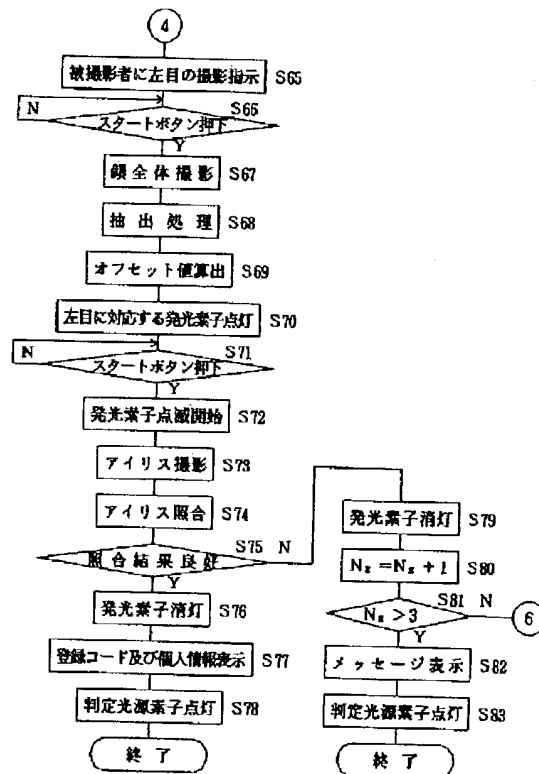 4
被撮影者に左目の撮影指示 S65
N S66
スタートボタン押下
Y
顔全体撮影 S67
抽出処理 S68
オフセット値算出 S69
左目に対応する発光素子点灯 S70
N S71
スタートボタン押下
Y
発光素子点滅開始 S72
アイリス撮影 S73
アイリス照合 S74
照合結果良好 S75 N
Y
発光素子消灯 S76
登録コード及び個人情報表示 S77
判定光源素子点灯 S78
終了
発光素子消灯 S79
N₂=N₂+1 S80
N₂>3 S81 N
6
Y
メッセージ表示 S82
判定光源素子点灯 S83
終了